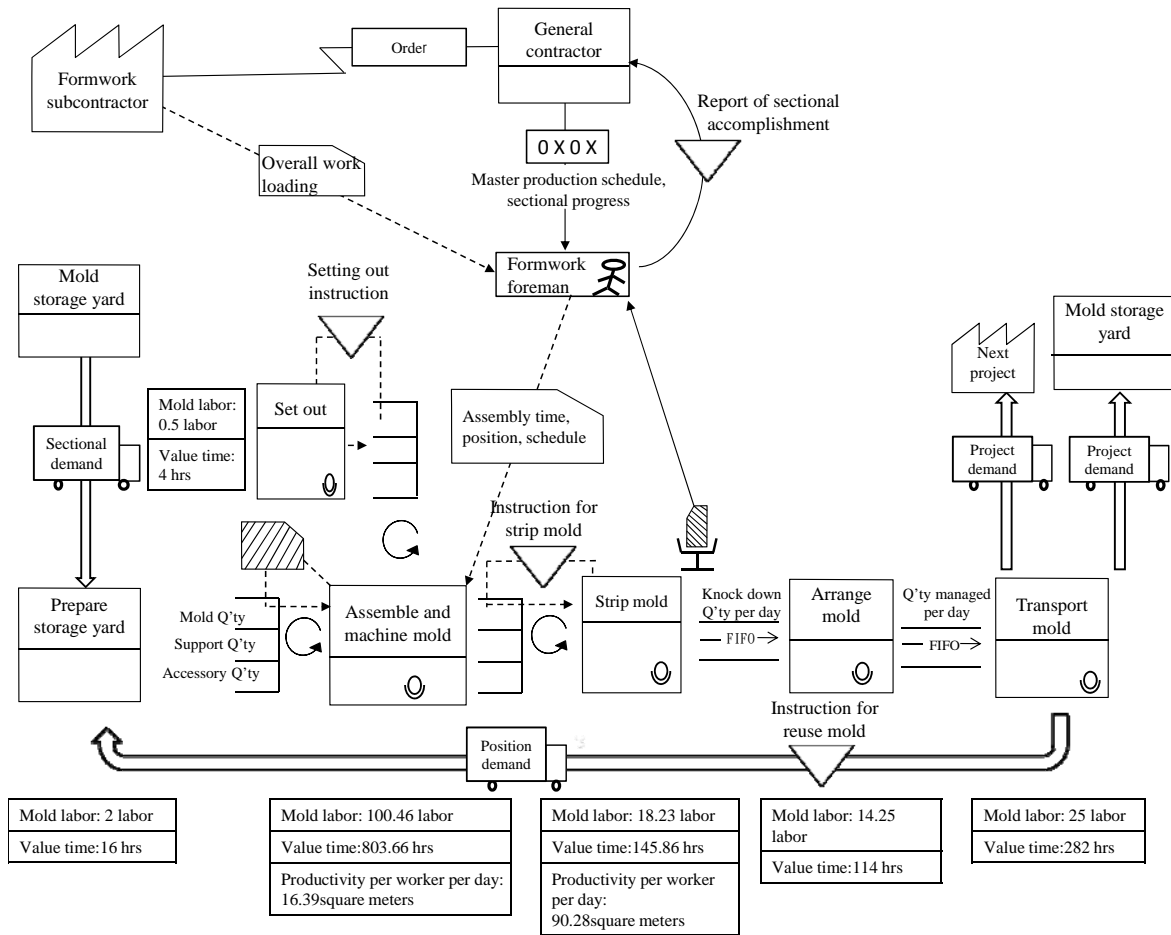 Order
General
contractor
Formwork
subcontractor
Report of sectional
accomplishment
0 X 0 X
Overall work
loading
Master production schedule,
sectional progress
Formwork
foreman
Setting out
instruction
Mold
storage yard
Mold storage
yard
Next
project
Mold labor:
0.5 labor
Value time:
4 hrs
Set out
Assembly time,
position, schedule
Sectional
demand
Project
demand
Project
demand
Instruction for
strip mold
Prepare
storage yard
Mold Q'ty
Support Q'ty
Accessory Q'ty
Assemble and
machine mold
Strip mold
Knock down
Q'ty per day
FIFO
Arrange
mold
Q'ty managed
per day
FIFO
Transport
mold
Instruction for
reuse mold
Position
demand
Mold labor: 2 labor
Value time:16 hrs
Mold labor: 100.46 labor
Value time:803.66 hrs
Productivity per worker per day:
16.39square meters
Mold labor: 18.23 labor
Value time:145.86 hrs
Productivity per worker
per day:
90.28square meters
Mold labor: 14.25
labor
Value time:114 hrs
Mold labor: 25 labor
Value time:282 hrs